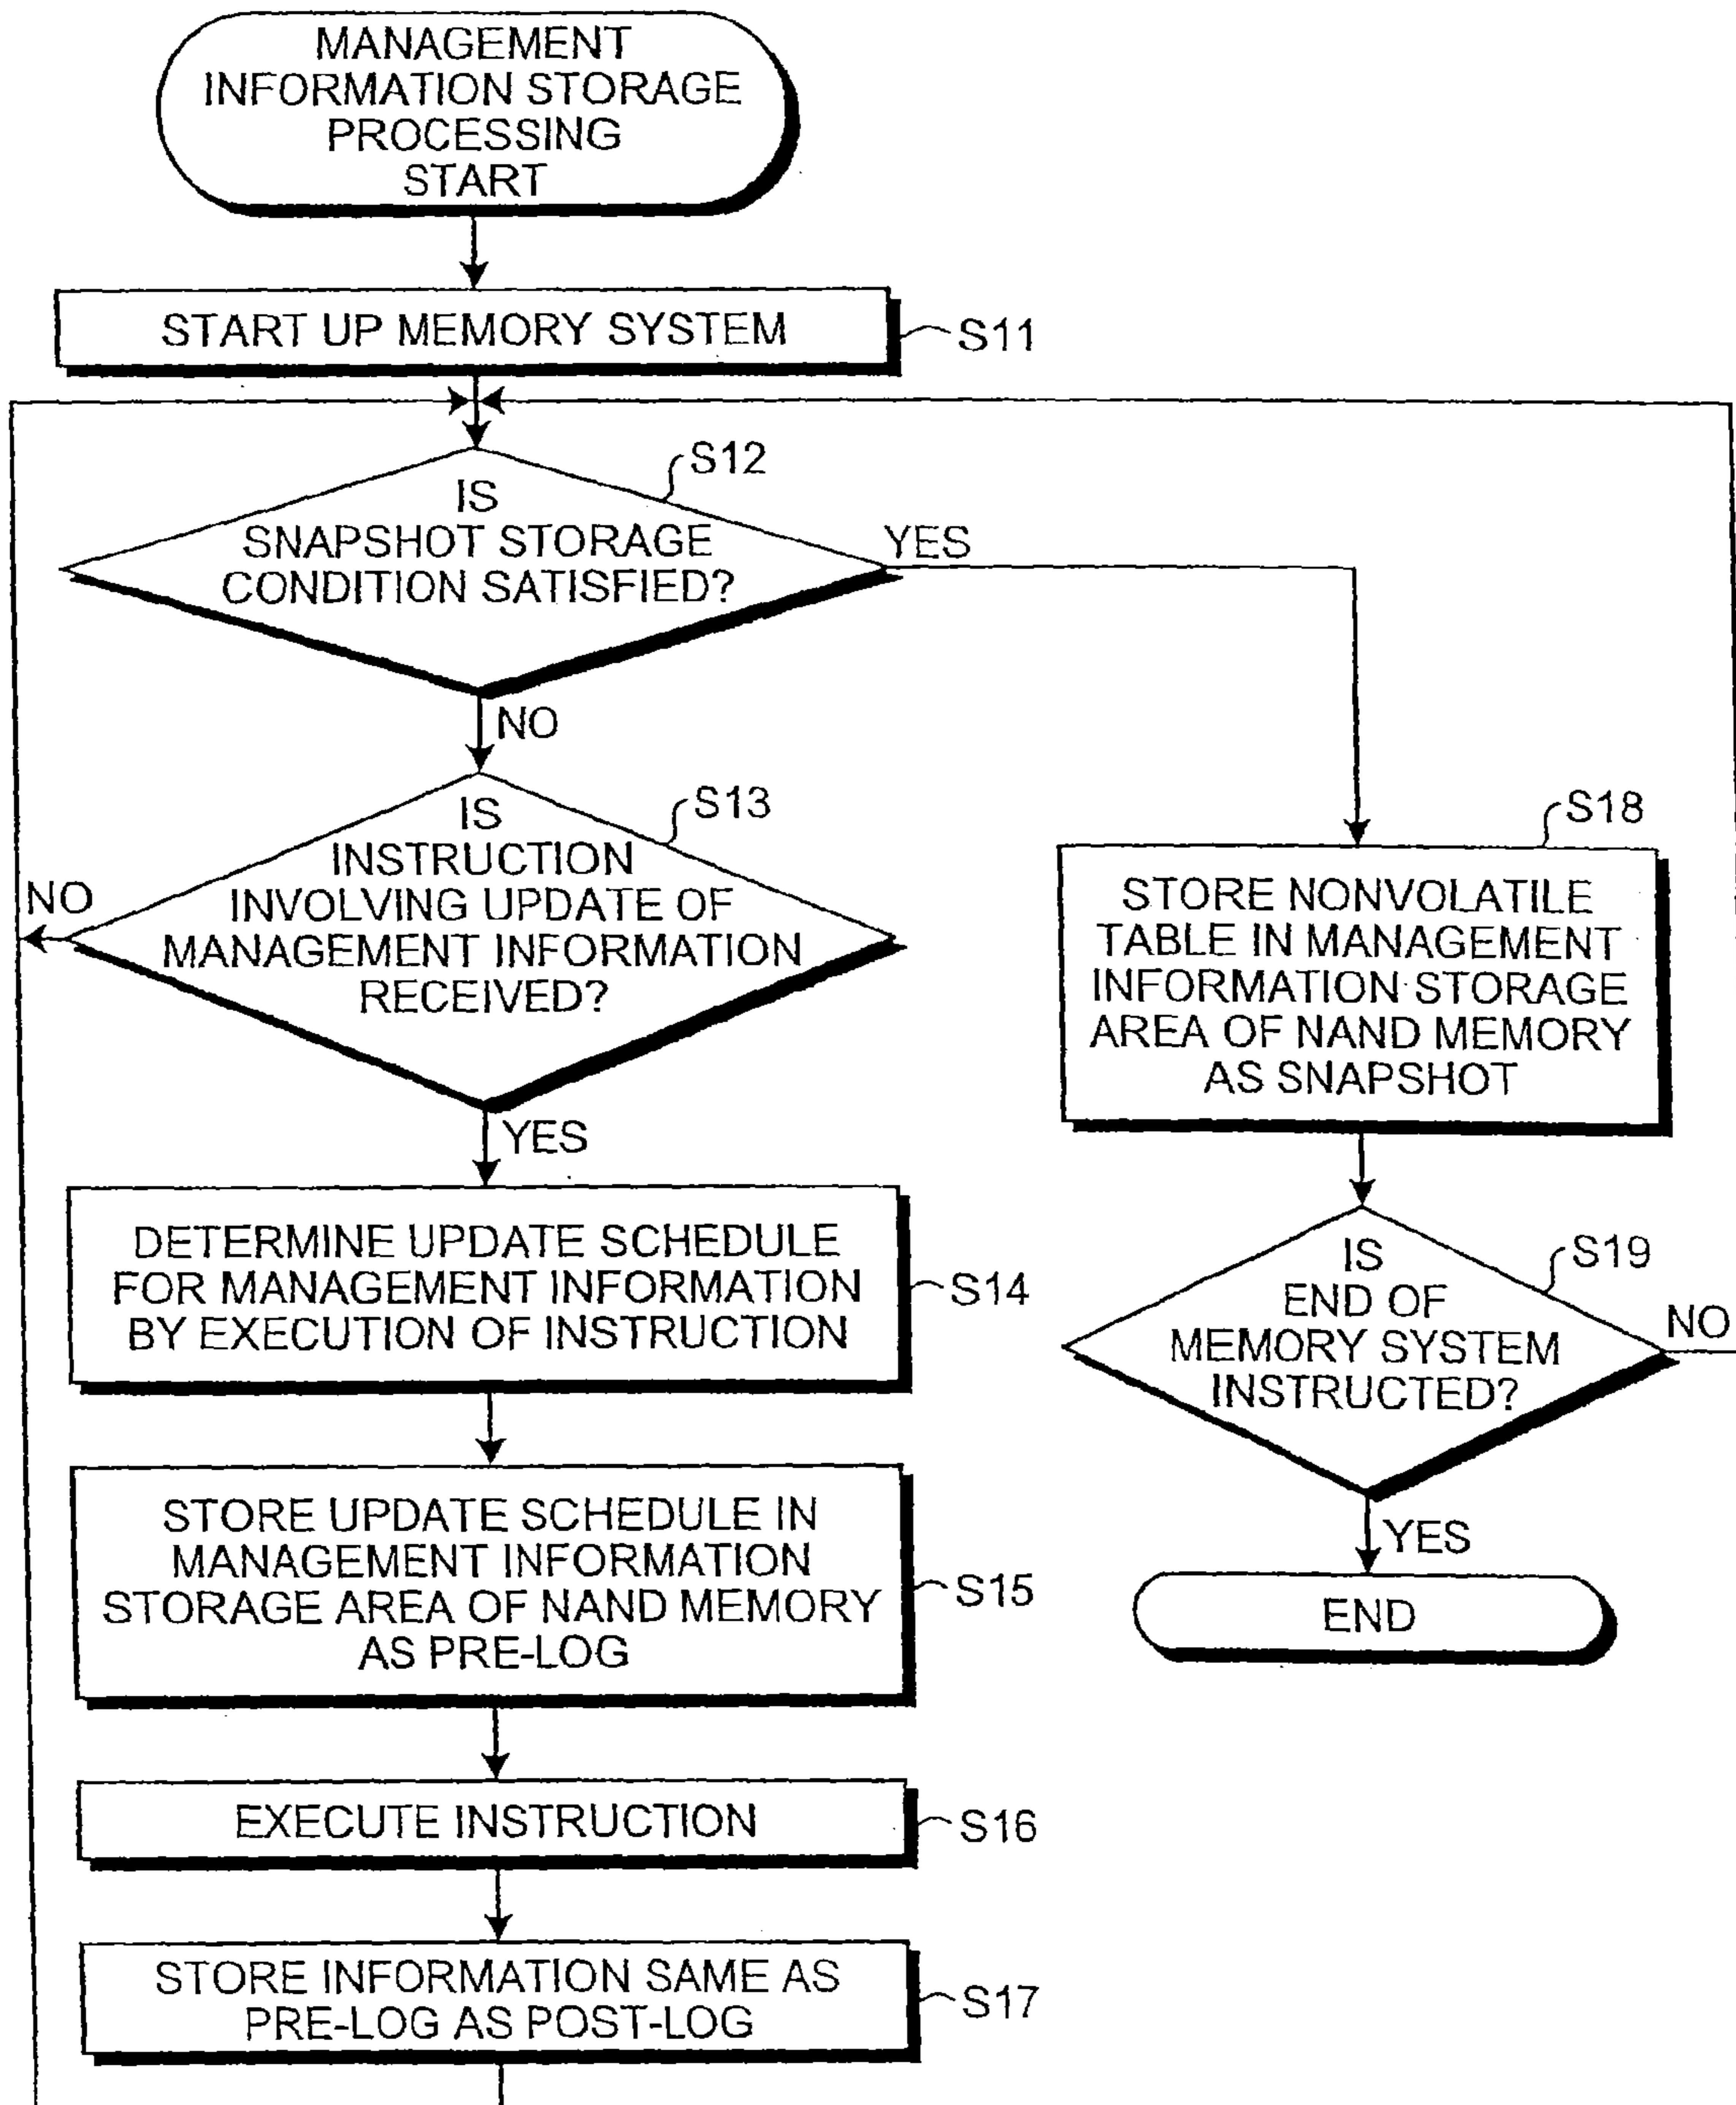 MANAGEMENT
INFORMATION STORAGE
PROCESSING
START
START UP MEMORY SYSTEM
S11
S12
IS
SNAPSHOT STORAGE
CONDITION SATISFIED?
YES
NO
S13
IS
INSTRUCTION
INVOLVING UPDATE OF
MANAGEMENT INFORMATION
RECEIVED?
NO
YES
DETERMINE UPDATE SCHEDULE
FOR MANAGEMENT INFORMATION
BY EXECUTION OF INSTRUCTION
S14
STORE UPDATE SCHEDULE IN
MANAGEMENT INFORMATION
STORAGE AREA OF NAND MEMORY
AS PRE-LOG
S15
EXECUTE INSTRUCTION
S16
STORE INFORMATION SAME AS
PRE-LOG AS POST-LOG
S17
S18
STORE NONVOLATILE
TABLE IN MANAGEMENT
INFORMATION STORAGE
AREA OF NAND MEMORY
AS SNAPSHOT
S19
IS
END OF
MEMORY SYSTEM
INSTRUCTED?
NO
YES
END